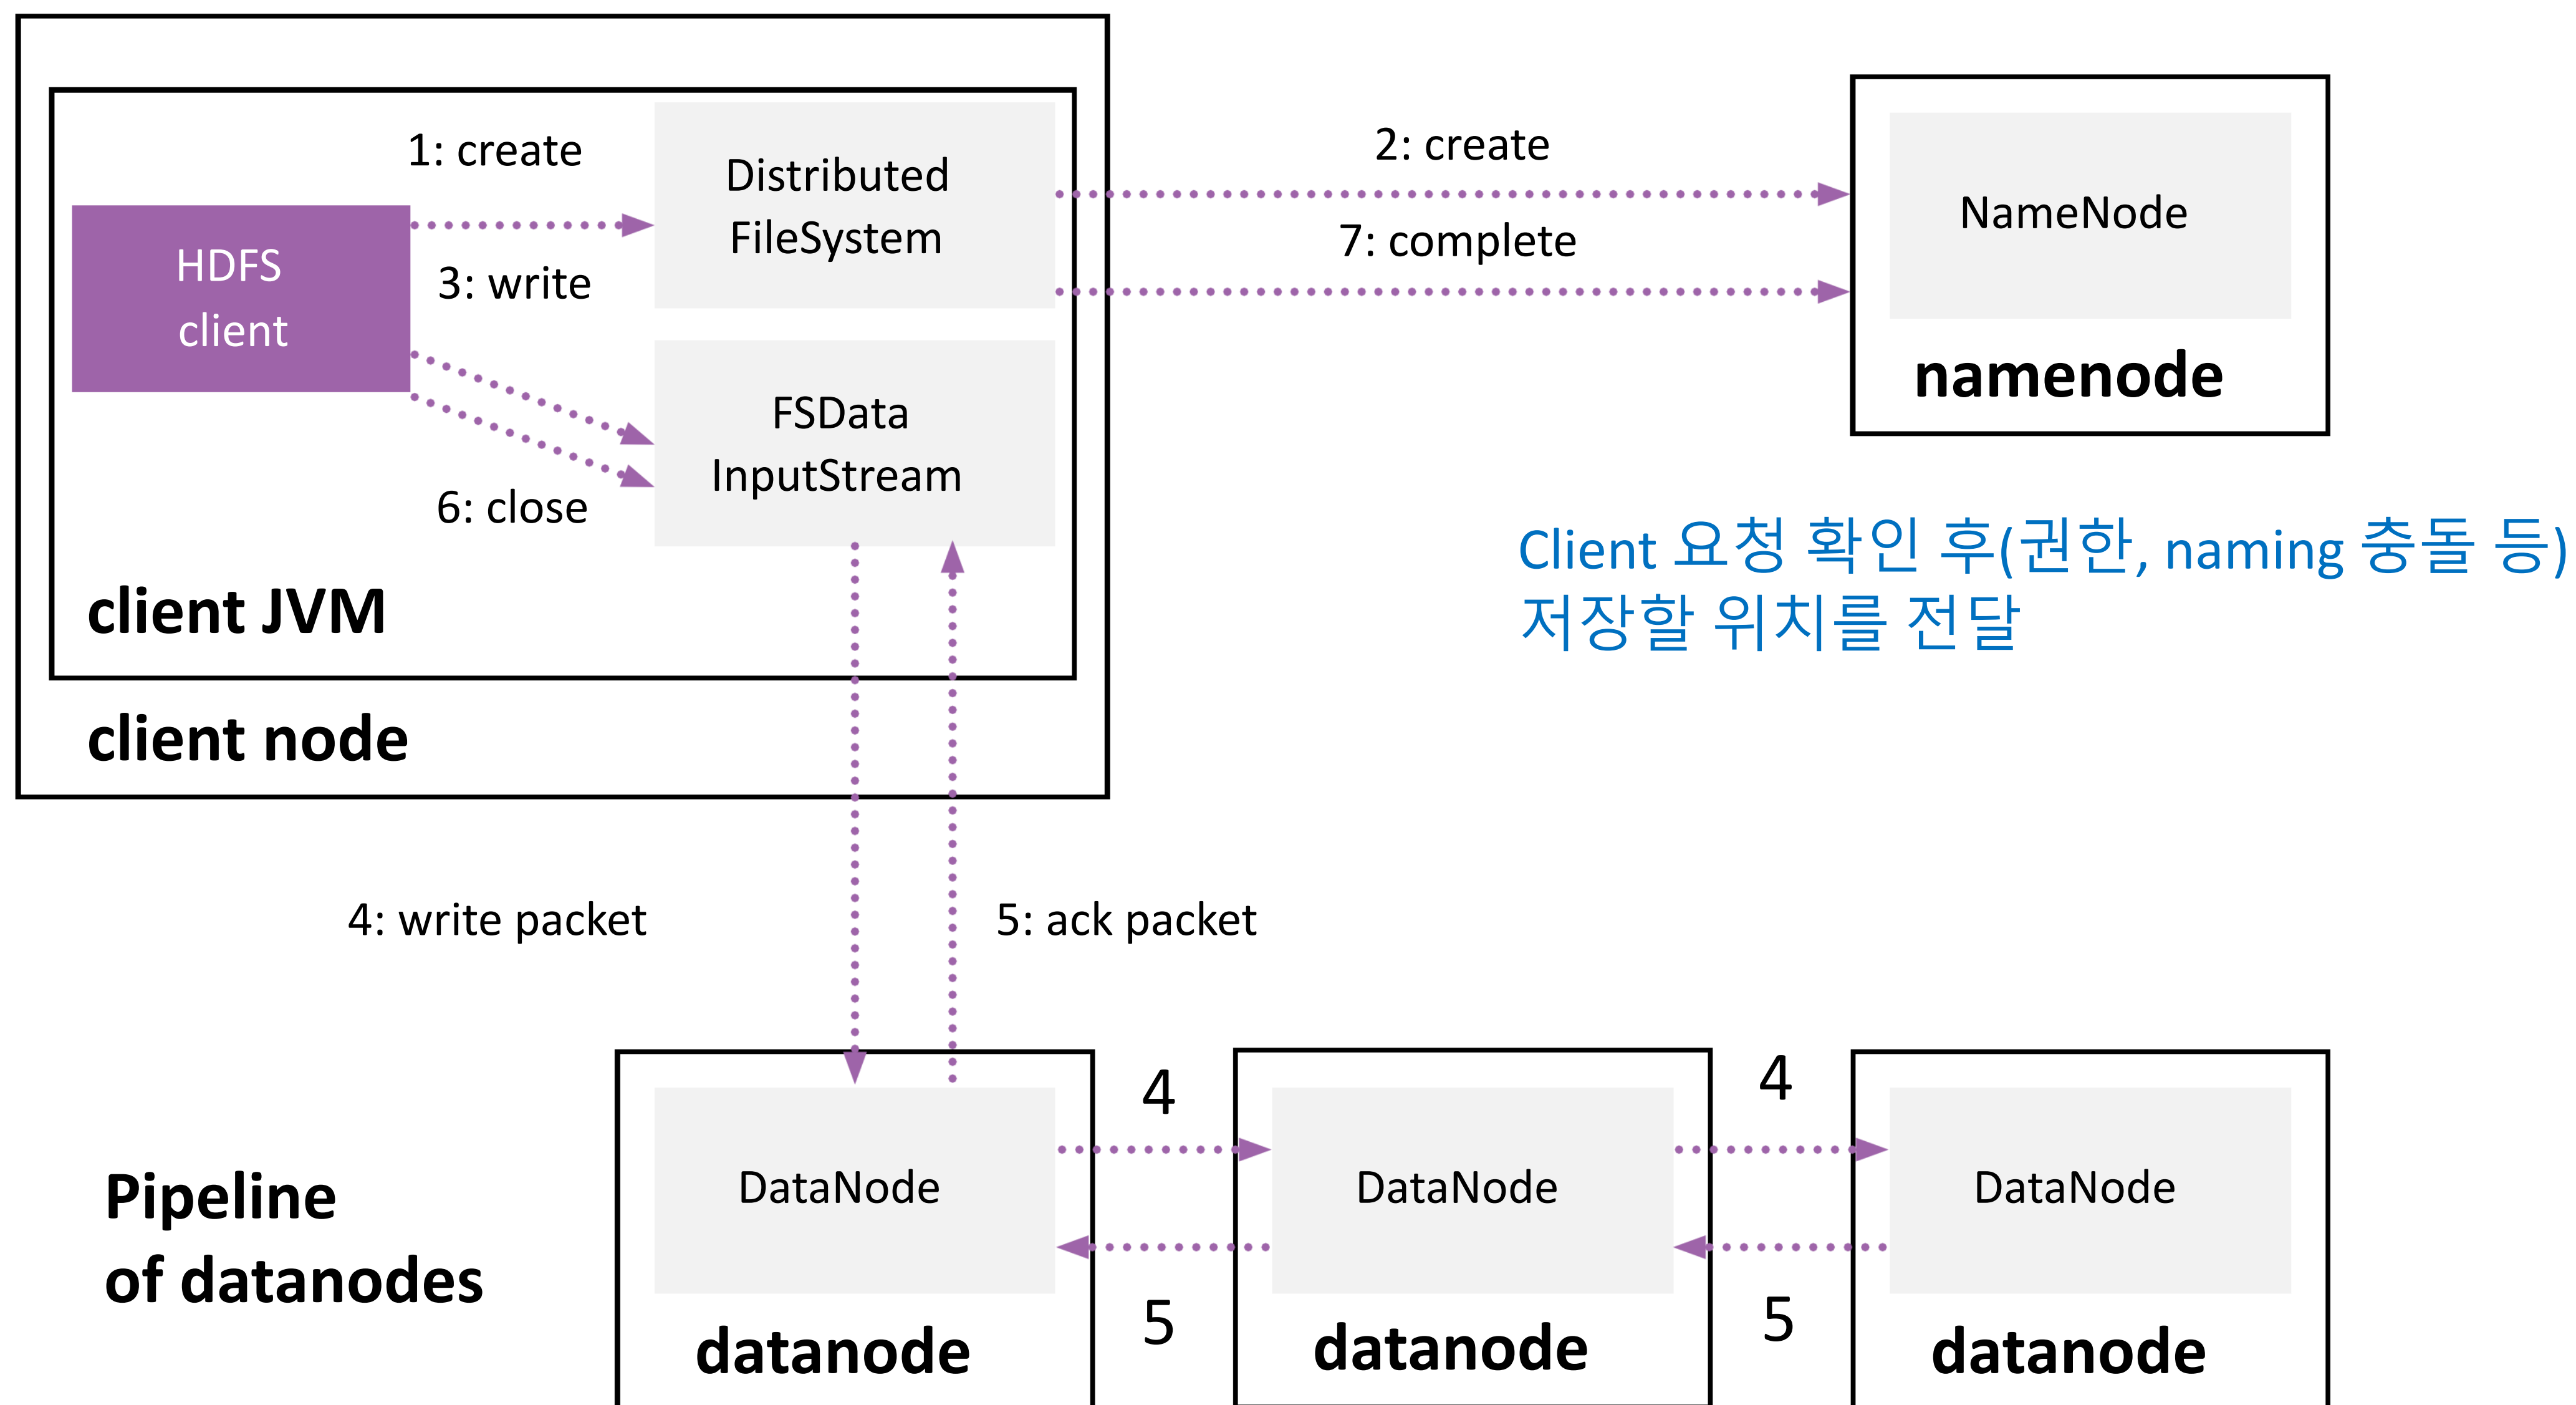 1: create
Distributed
FileSystem
HDFS
client
3: write
FSData
InputStream
6: close
client JVM
client node
2: create
7: complete
NameNode
namenode
Client 요청 확인 후(권한, naming 충돌 등)
저장할 위치를 전달
4: write packet
5: ack packet
Pipeline
of datanodes
DataNode
datanode
4
5
DataNode
datanode
4
5
DataNode
datanode